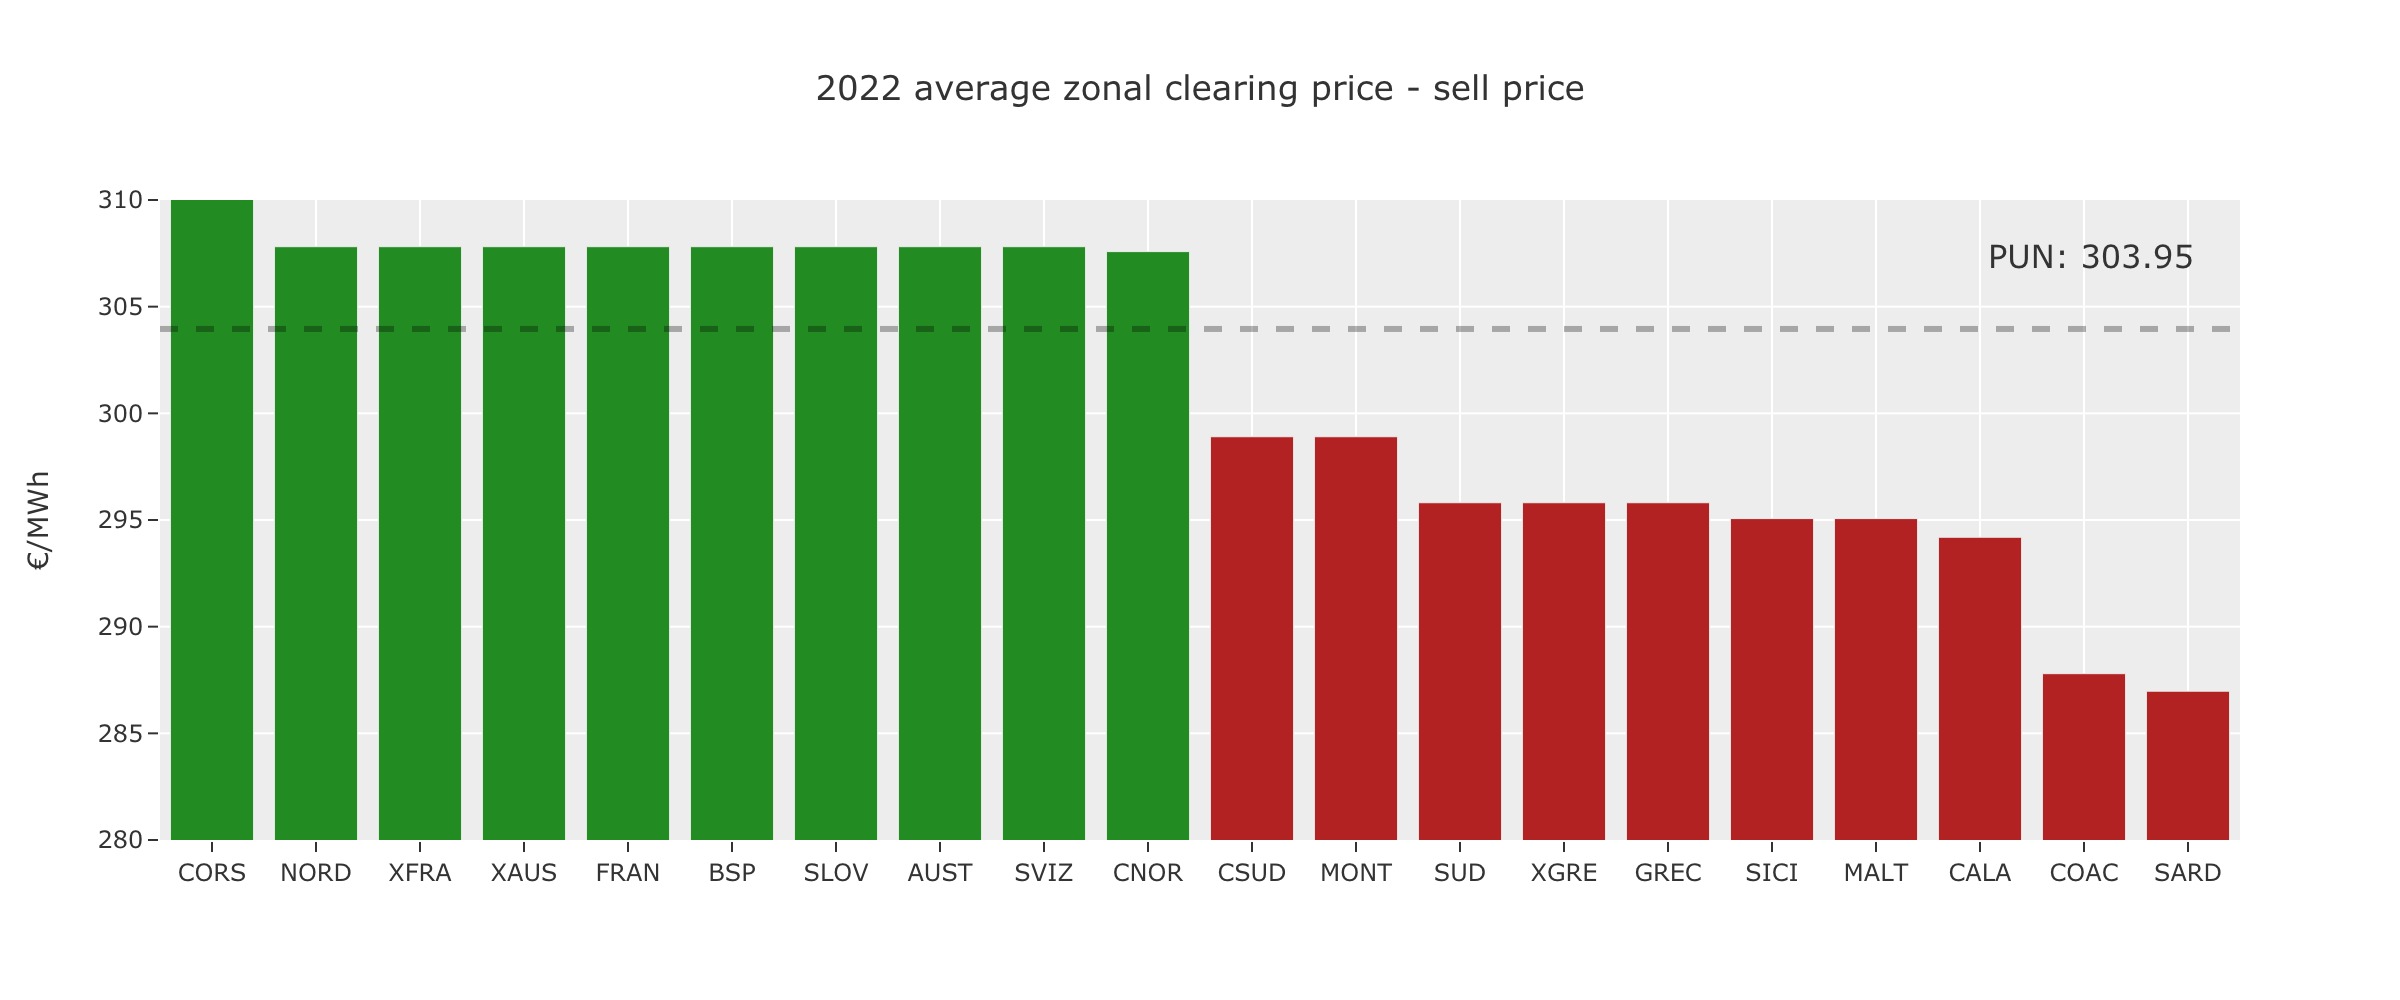 2022 average zonal clearing price - sell price
310
305
300
295
290
285
280
€/MWh
PUN: 303.95
CORS NORD XFRA XAUS FRAN BSP SLOV AUST SVIZ CNOR CSUD MONT SUD XGRE GREC SICI MALT CALA COAC SARD